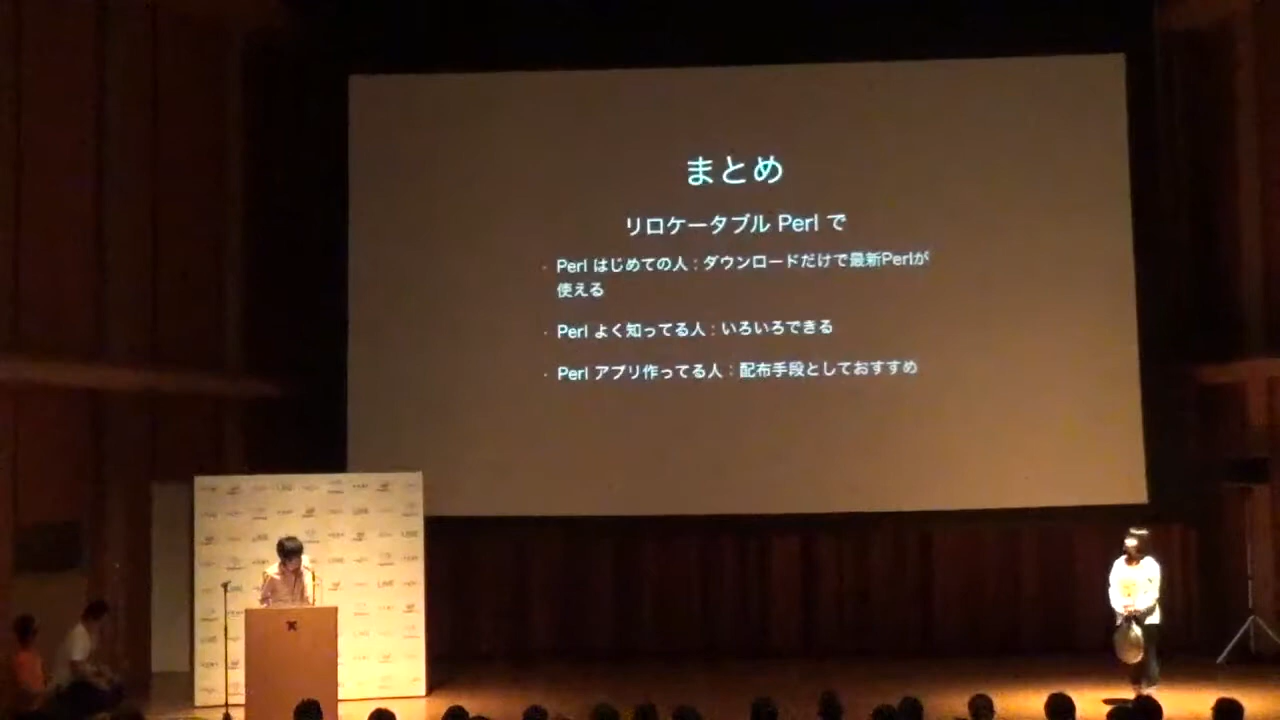 まとめ
リロケータブル Perl で
· Perl はじめての人 : ダウンロードだけで最新Perlが
使える
· Perl よく知ってる人 : いろいろできる
· Perl アプリ作ってる人 : 配布手段としておすすめ